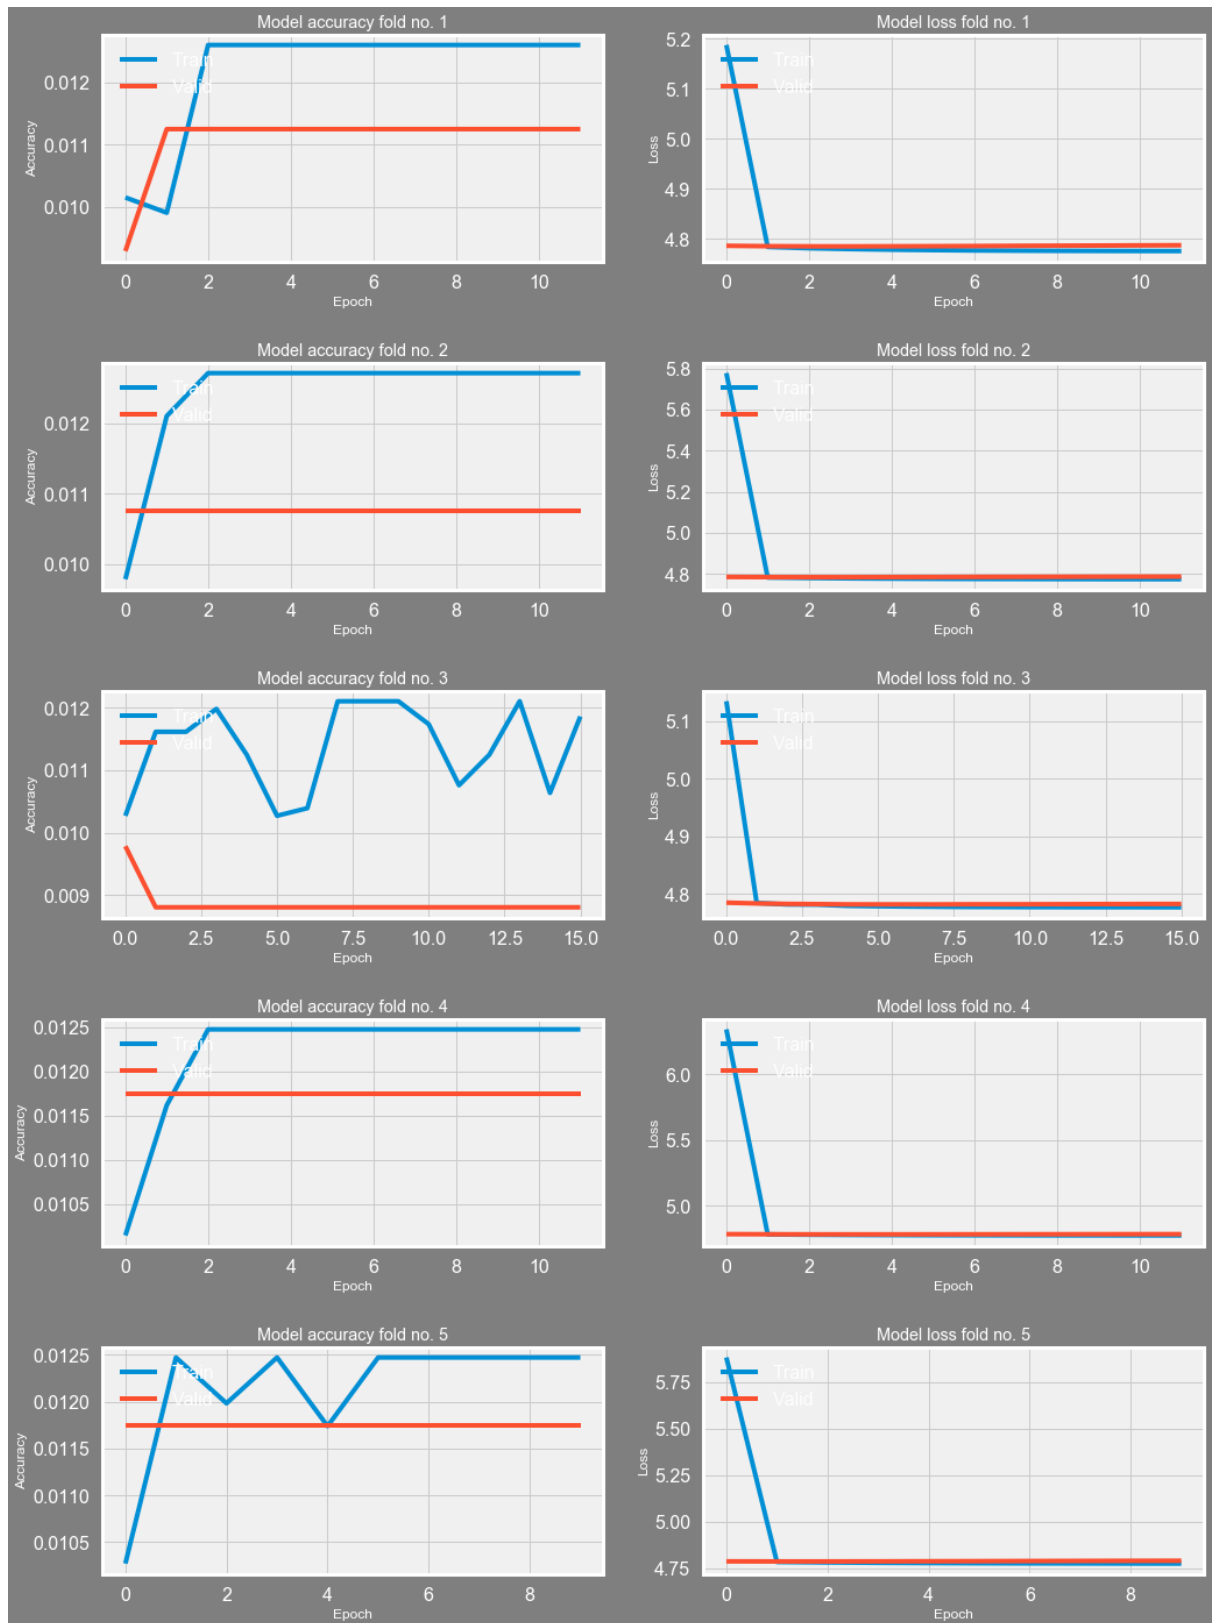 Model accuracy fold no. 1
Train
Valid
0.012
0.011
0.010
Accuracy
0 2 4 6 8 10
Epoch
Model loss fold no. 1
Train
Valid
5.2
5.1
5.0
4.9
4.8
Loss
0 2 4 6 8 10
Epoch
Model accuracy fold no. 2
Train
Valid
0.012
0.011
0.010
Accuracy
0 2 4 6 8 10
Epoch
Model loss fold no. 2
Train
Valid
5.8
5.6
5.4
5.2
5.0
4.8
Loss
0 2 4 6 8 10
Epoch
Model accuracy fold no. 3
Train
Valid
0.012
0.011
0.010
0.009
Accuracy
0.0 2.5 5.0 7.5 10.0 12.5 15.0
Epoch
Model loss fold no. 3
Train
Valid
5.1
5.0
4.9
4.8
Loss
0.0 2.5 5.0 7.5 10.0 12.5 15.0
Epoch
Model accuracy fold no. 4
Train
Valid
0.0125
0.0120
0.0115
0.0110
0.0105
Accuracy
0 2 4 6 8 10
Epoch
Model loss fold no. 4
Train
Valid
6.0
5.5
5.0
Loss
0 2 4 6 8 10
Epoch
Model accuracy fold no. 5
Train
Valid
0.0125
0.0120
0.0115
0.0110
0.0105
Accuracy
0 2 4 6 8
Epoch
Model loss fold no. 5
Train
Valid
5.75
5.50
5.25
5.00
4.75
Loss
0 2 4 6 8
Epoch